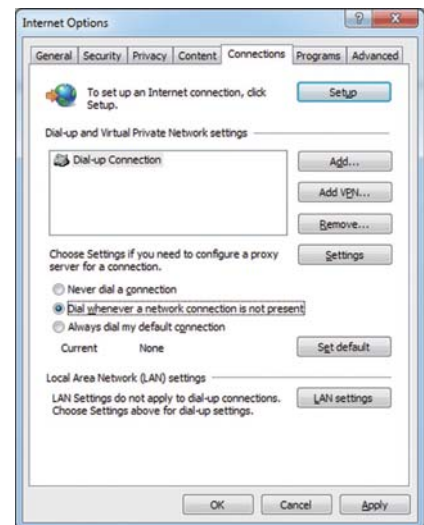 Internet Options
General Security Privacy Content Connections Programs Advanced
To set up an Internet connection, click
Setup.
Setup
Dial-up and Virtual Private Network settings
Dial-up Connection
Add...
Add VPN...
Remove...
Choose Settings if you need to configure a proxy
server for a connection.
Settings
Never dial a connection
Dial whenever a network connection is not present
Always dial my default connection
Current None
Set default
Local Area Network (LAN) settings
LAN Settings do not apply to dial-up connections.
Choose Settings above for dial-up settings.
LAN settings
OK Cancel Apply